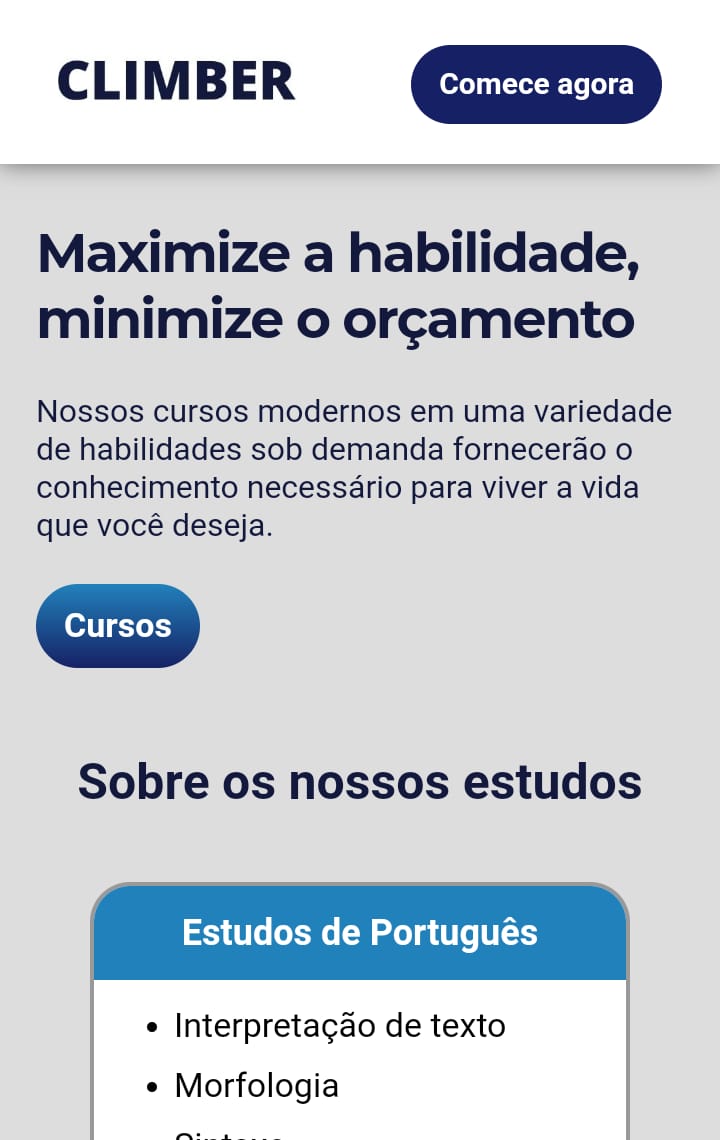 CLIMBER
Comece agora
Maximize a habilidade,
minimize o orçamento
Nossos cursos modernos em uma variedade
de habilidades sob demanda fornecerão o
conhecimento necessário para viver a vida
que você deseja.
Cursos
Sobre os nossos estudos
Estudos de Português
• Interpretação de texto
• Morfologia